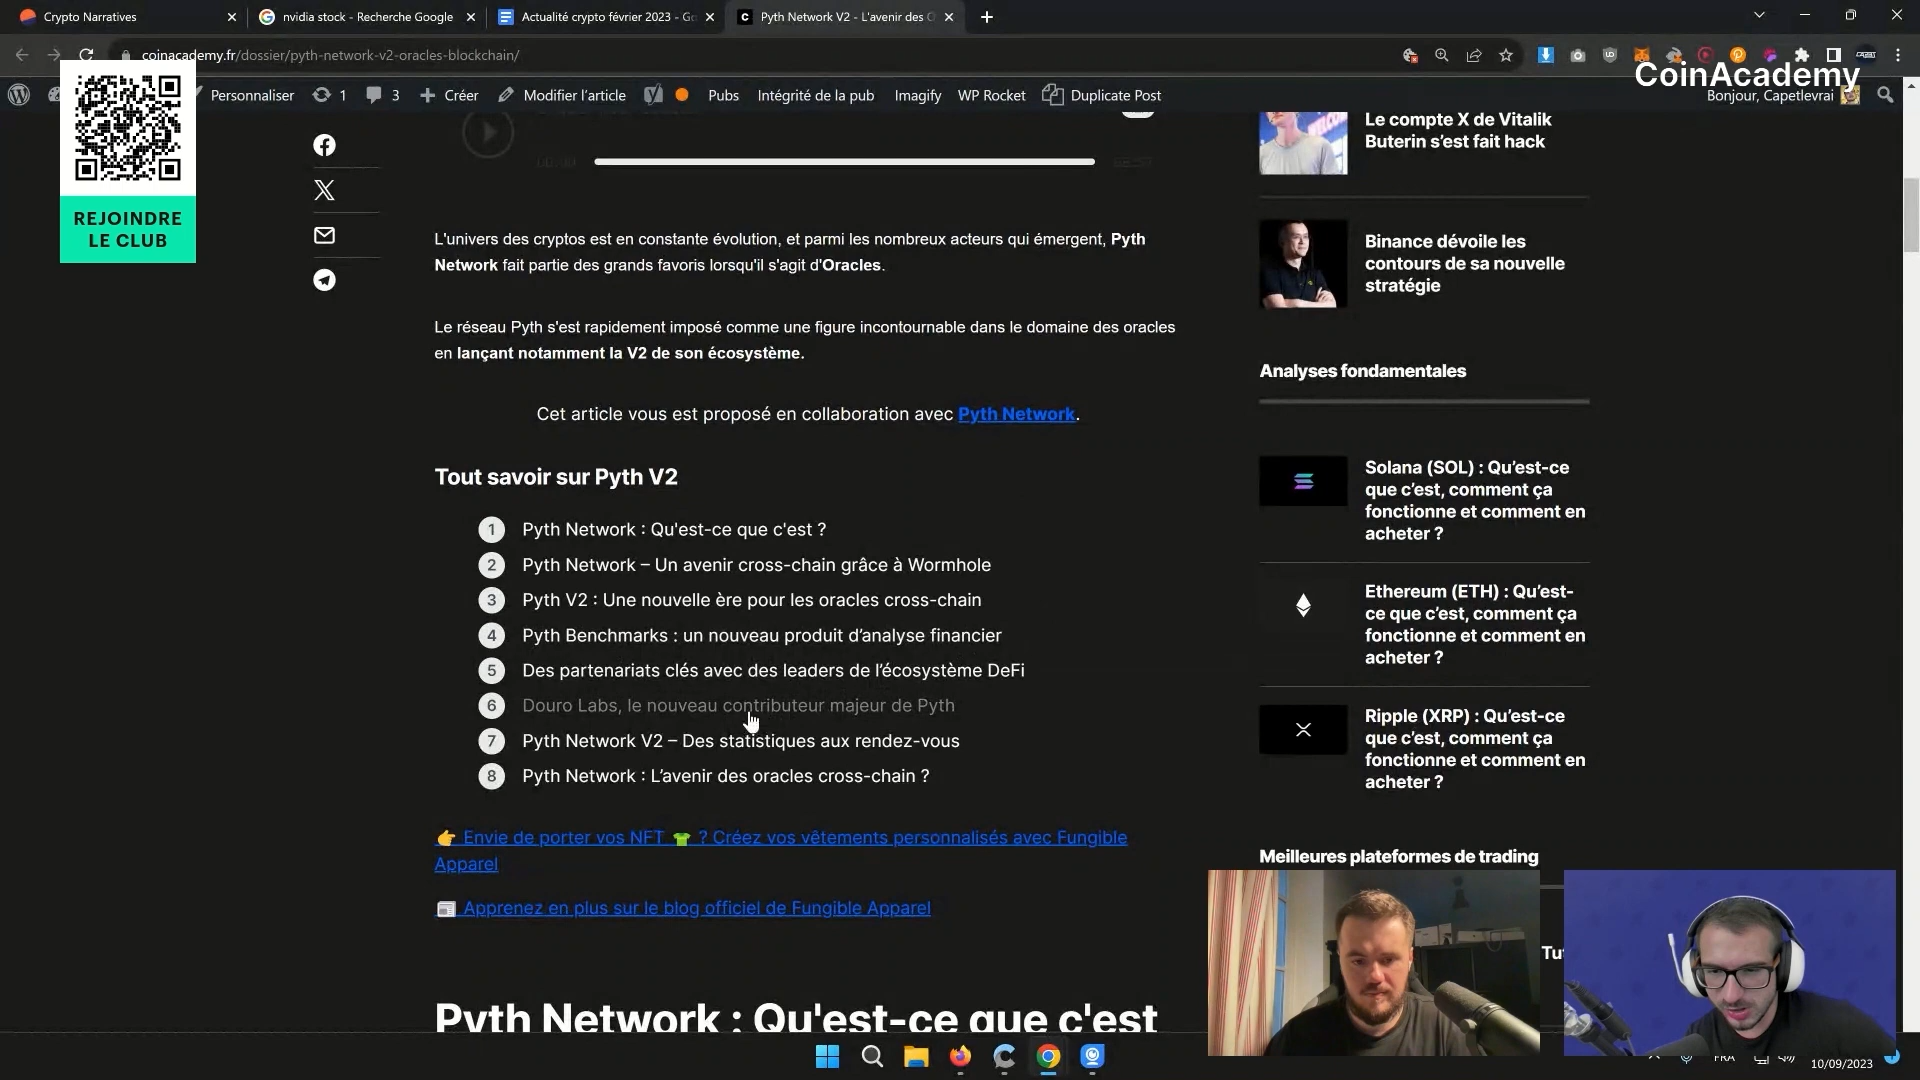 Crypto Narratives
nvidia stock - Recherche Google
Actualité crypto février 2023 - Go
Pyth Network V2 - L'avenir des O
coinacademy.fr/dossier/pyth-network-v2-oracles-blockchain/
CoinAcademy
Personnaliser
1
3
Créer
Modifier l'article
Pubs
Intégrité de la pub
Imagify
WP Rocket
Duplicate Post
Bonjour, Capetlevrai
REJOINDRE
LE CLUB
L'univers des cryptos est en constante évolution, et parmi les nombreux acteurs qui émergent, Pyth
Network fait partie des grands favoris lorsqu'il s'agit d'Oracles.
Le réseau Pyth s'est rapidement imposé comme une figure incontournable dans le domaine des oracles
en lançant notamment la V2 de son écosystème.
Cet article vous est proposé en collaboration avec Pyth Network.
Tout savoir sur Pyth V2
1 Pyth Network : Qu'est-ce que c'est ?
2 Pyth Network – Un avenir cross-chain grâce à Wormhole
3 Pyth V2 : Une nouvelle ère pour les oracles cross-chain
4 Pyth Benchmarks : un nouveau produit d’analyse financier
5 Des partenariats clés avec des leaders de l’écosystème DeFi
6 Douro Labs, le nouveau contributeur majeur de Pyth
7 Pyth Network V2 – Des statistiques aux rendez-vous
8 Pyth Network : L’avenir des oracles cross-chain ?
👉 Envie de porter vos NFT 👕 ? Créez vos vêtements personnalisés avec Fungible
Apparel
📰 Apprenez en plus sur le blog officiel de Fungible Apparel
Pyth Network : Qu'est-ce que c'est
Le compte X de Vitalik
Buterin s’est fait hack
Binance dévoile les
contours de sa nouvelle
stratégie
Analyses fondamentales
Solana (SOL) : Qu’est-ce
que c’est, comment ça
fonctionne et comment en
acheter ?
Ethereum (ETH) : Qu’est-
ce que c’est, comment ça
fonctionne et comment en
acheter ?
Ripple (XRP) : Qu’est-ce
que c’est, comment ça
fonctionne et comment en
acheter ?
Meilleures plateformes de trading
FRA
10/09/2023